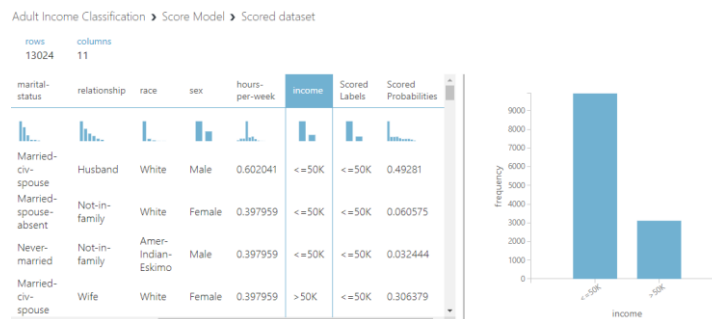 Adult Income Classification > Score Model > Scored dataset
rows columns
13024 11
marital-status relationship race sex hours-per-week income Scored Labels Scored Probabilities
Married-civ-spouse Husband White Male 0.602041 <=50K <=50K 0.49281
Married-spouse-absent Not-in-family White Female 0.397959 <=50K <=50K 0.060575
Never-married Not-in-family Amer-Indian-Eskimo Male 0.397959 <=50K <=50K 0.032444
Married-civ-spouse Wife White Female 0.397959 >50K <=50K 0.306379
frequency
9000
8000
7000
6000
5000
4000
3000
2000
1000
0
<=50K >50K
income